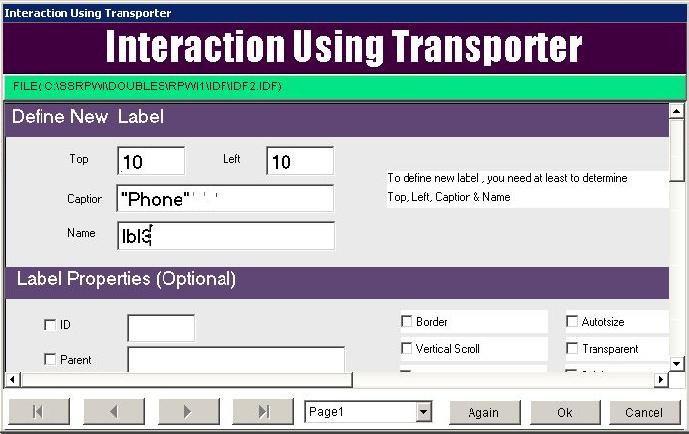 Interaction Using Transporter
Interaction Using Transporter
FILE( C:\SSRPWI\DOUBLES\RPWI1\IDF\IDF2.IDF)
Define New Label
Top 10 Left 10
To define new label , you need at least to determine
Caption "Phone"
Top, Left, Caption & Name
Name lbl3
Label Properties (Optional)
ID Border Autotsize
Vertical Scroll Transparent
Parent
Page1 Again Ok Cancel